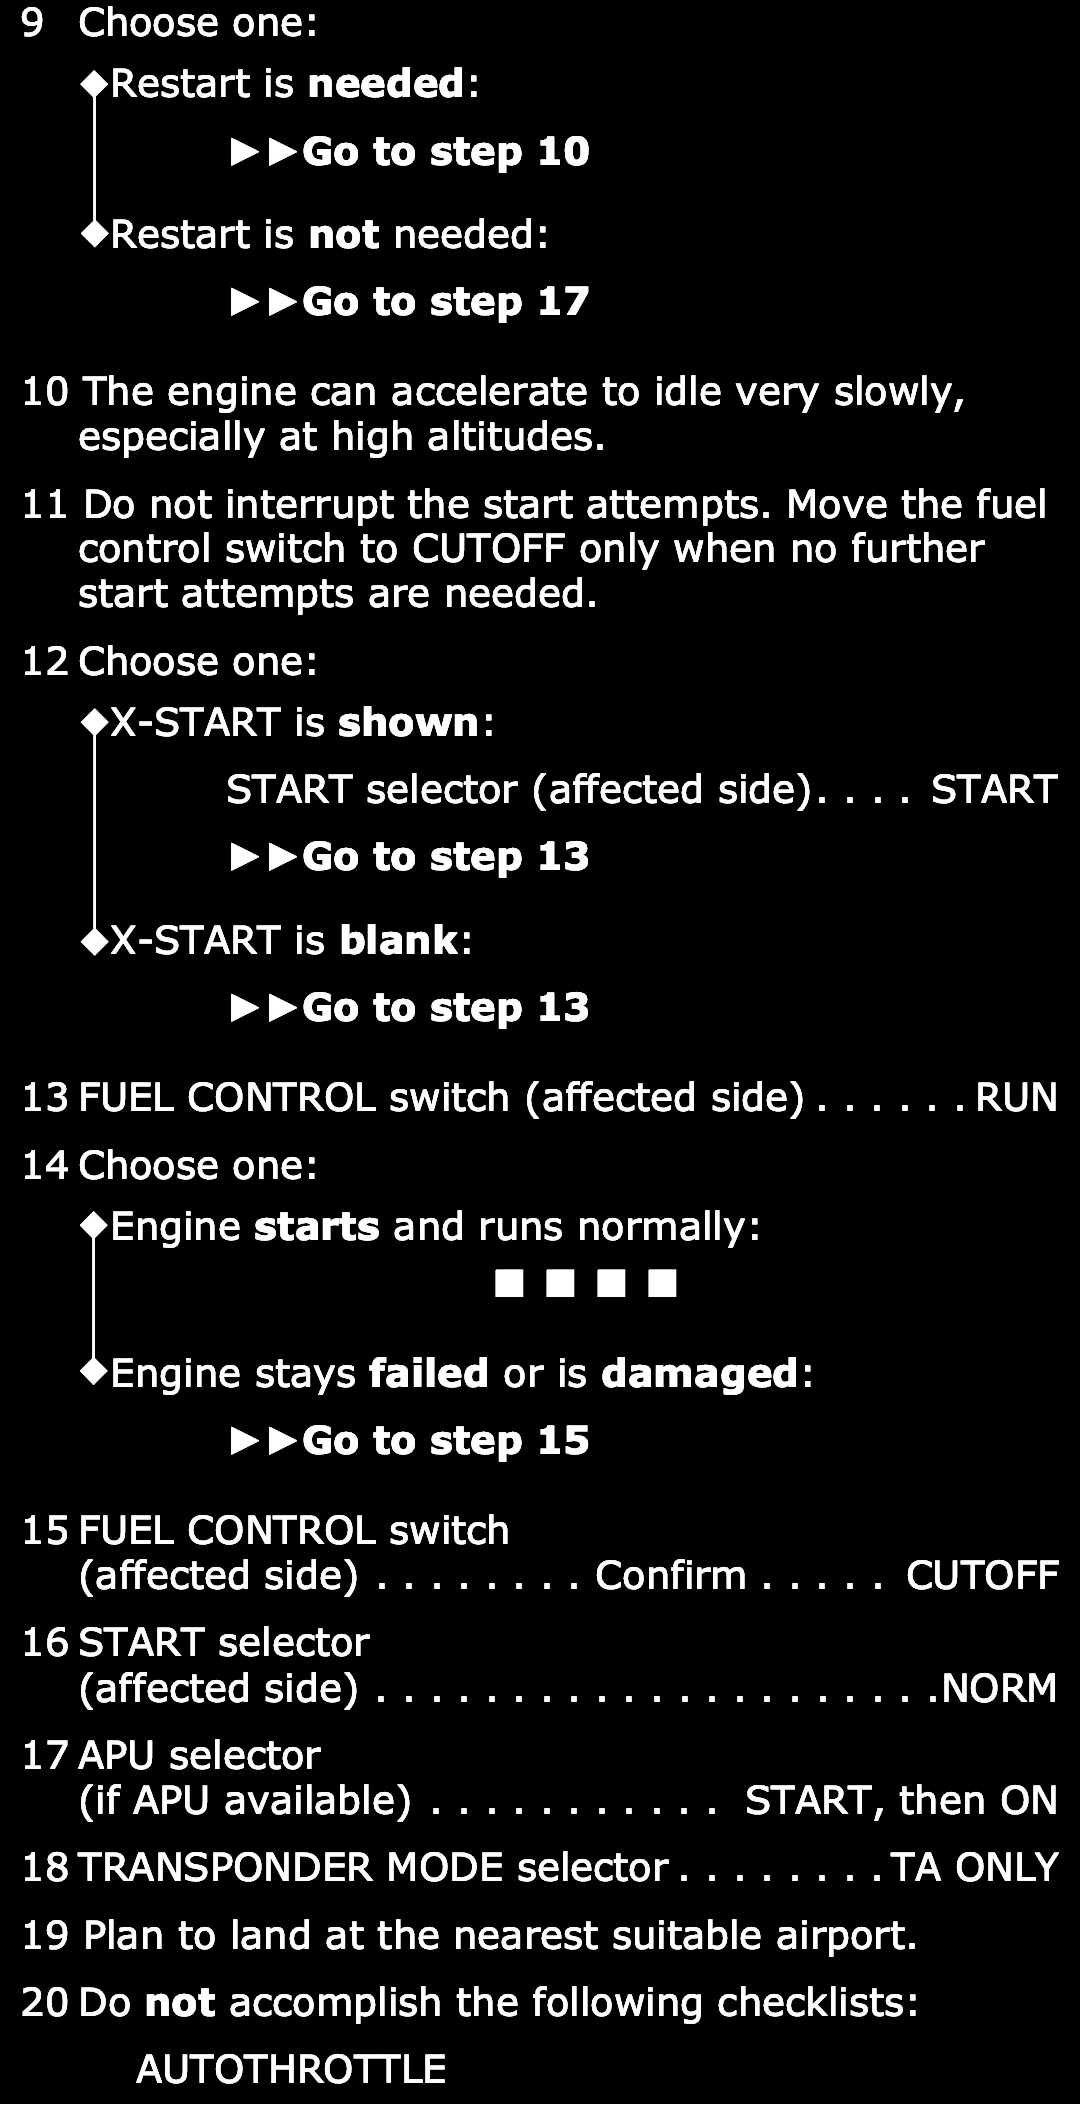 9 Choose one:
◆Restart is needed:
►►Go to step 10
◆Restart is not needed:
►►Go to step 17
10 The engine can accelerate to idle very slowly,
especially at high altitudes.
11 Do not interrupt the start attempts. Move the fuel
control switch to CUTOFF only when no further
start attempts are needed.
12 Choose one:
◆X-START is shown:
START selector (affected side). . . . START
►►Go to step 13
◆X-START is blank:
►►Go to step 13
13 FUEL CONTROL switch (affected side) . . . . . . RUN
14 Choose one:
◆Engine starts and runs normally:
■ ■ ■ ■
◆Engine stays failed or is damaged:
►►Go to step 15
15 FUEL CONTROL switch
(affected side) . . . . . . . . Confirm . . . . . CUTOFF
16 START selector
(affected side) . . . . . . . . . . . . . . . . . . . . .NORM
17 APU selector
(if APU available) . . . . . . . . . . . START, then ON
18 TRANSPONDER MODE selector . . . . . . . . TA ONLY
19 Plan to land at the nearest suitable airport.
20 Do not accomplish the following checklists:
AUTOTHROTTLE